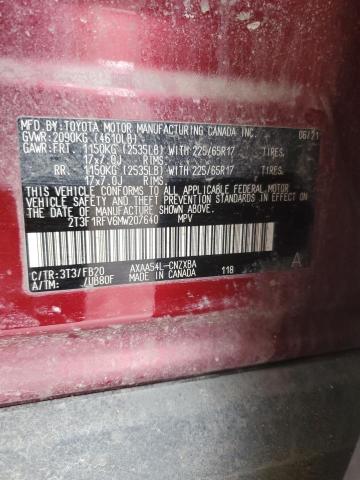 MFD.BY:TOYOTA MOTOR MANUFACTURING CANADA INC. 06/21
GVWR:2090KG (4610LB)
GAWR:FRT. 1150KG (2535LB) WITH 225/65R17 TIRES,
17x7.0J RIMS,
RR. 1150KG (2535LB) WITH 225/65R17 TIRES,
17x7.0J RIMS,
THIS VEHICLE CONFORMS TO ALL APPLICABLE FEDERAL MOTOR
VEHICLE SAFETY, BUMPER, AND THEFT PREVENTION STANDARDS
IN EFFECT ON THE DATE OF MANUFACTURE SHOWN ABOVE.
2T3F1RFV6MW207640 MPV
A
C/TR:3T3/FB20 AXAA54L-CNZXBA
A/TM: /UB80F MADE IN CANADA 118